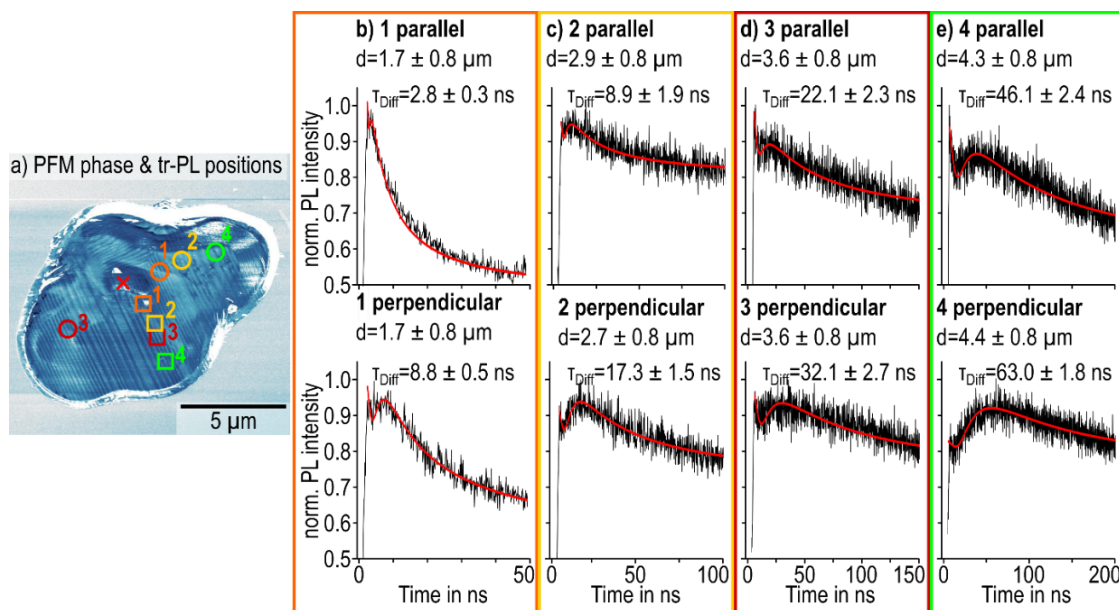 a) PFM phase & tr-PL positions
1
2
4
1
2
3
3
4
5 µm
b) 1 parallel
d=1.7 ± 0.8 µm
τDiff=2.8 ± 0.3 ns
c) 2 parallel
d=2.9 ± 0.8 µm
τDiff=8.9 ± 1.9 ns
d) 3 parallel
d=3.6 ± 0.8 µm
τDiff=22.1 ± 2.3 ns
e) 4 parallel
d=4.3 ± 0.8 µm
τDiff=46.1 ± 2.4 ns
norm. PL intensity
1.0
0.9
0.8
0.7
0.6
0.5
1 perpendicular
d=1.7 ± 0.8 µm
τDiff=8.8 ± 0.5 ns
2 perpendicular
d=2.7 ± 0.8 µm
τDiff=17.3 ± 1.5 ns
3 perpendicular
d=3.6 ± 0.8 µm
τDiff=32.1 ± 2.7 ns
4 perpendicular
d=4.4 ± 0.8 µm
τDiff=63.0 ± 1.8 ns
norm. PL intensity
1.0
0.9
0.8
0.7
0.6
0.5
0 50
Time in ns
0 50 100
Time in ns
0 50 100 150
Time in ns
0 100 200
Time in ns